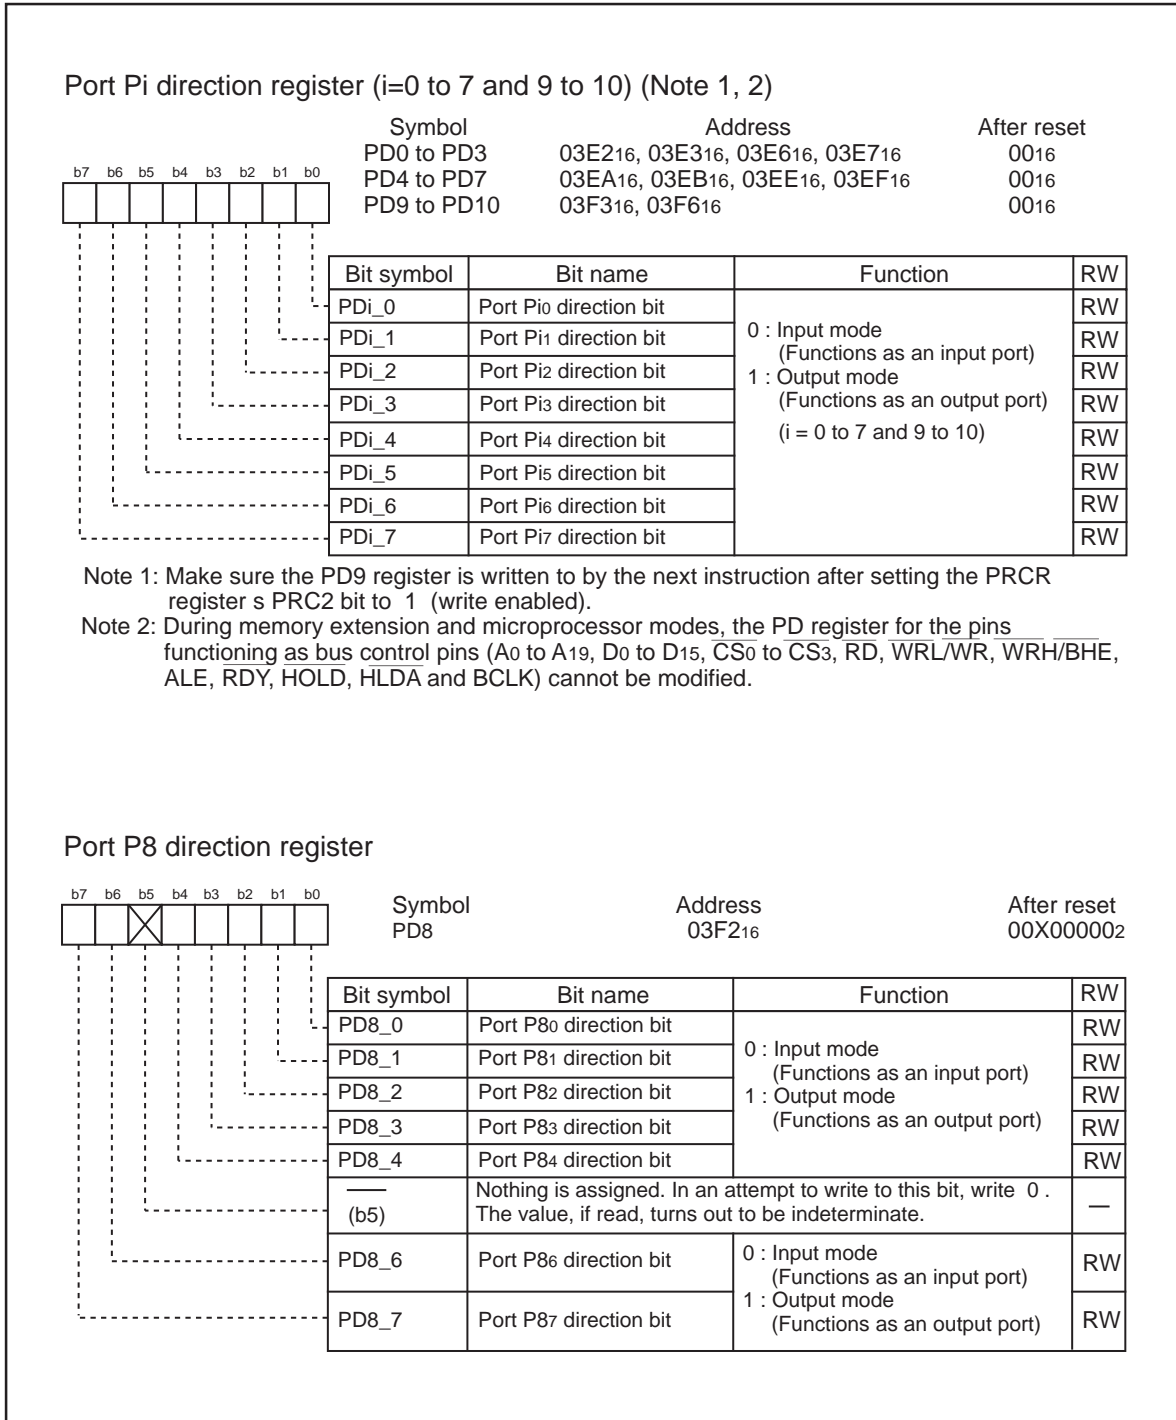 Port Pi direction register (i=0 to 7 and 9 to 10) (Note 1, 2)
Symbol Address After reset
PD0 to PD3 03E216, 03E316, 03E616, 03E716 0016
PD4 to PD7 03EA16, 03EB16, 03EE16, 03EF16 0016
PD9 to PD10 03F316, 03F616 0016
b7 b6 b5 b4 b3 b2 b1 b0
Bit symbol Bit name Function RW
PDi_0 Port Pi0 direction bit RW
PDi_1 Port Pi1 direction bit RW
PDi_2 Port Pi2 direction bit RW
PDi_3 Port Pi3 direction bit RW
PDi_4 Port Pi4 direction bit RW
PDi_5 Port Pi5 direction bit RW
PDi_6 Port Pi6 direction bit RW
PDi_7 Port Pi7 direction bit RW
0 : Input mode
(Functions as an input port)
1 : Output mode
(Functions as an output port)
(i = 0 to 7 and 9 to 10)
Note 1: Make sure the PD9 register is written to by the next instruction after setting the PRCR
register s PRC2 bit to 1 (write enabled).
Note 2: During memory extension and microprocessor modes, the PD register for the pins
functioning as bus control pins (A0 to A19, D0 to D15, CS0 to CS3, RD, WRL/WR, WRH/BHE,
ALE, RDY, HOLD, HLDA and BCLK) cannot be modified.
Port P8 direction register
b7 b6 b5 b4 b3 b2 b1 b0
Symbol Address After reset
PD8 03F216 00X000002
Bit symbol Bit name Function RW
PD8_0 Port P80 direction bit RW
PD8_1 Port P81 direction bit RW
PD8_2 Port P82 direction bit RW
PD8_3 Port P83 direction bit RW
PD8_4 Port P84 direction bit RW
0 : Input mode
(Functions as an input port)
1 : Output mode
(Functions as an output port)
— Nothing is assigned. In an attempt to write to this bit, write 0 .
(b5) The value, if read, turns out to be indeterminate. —
PD8_6 Port P86 direction bit RW
PD8_7 Port P87 direction bit RW
0 : Input mode
(Functions as an input port)
1 : Output mode
(Functions as an output port)